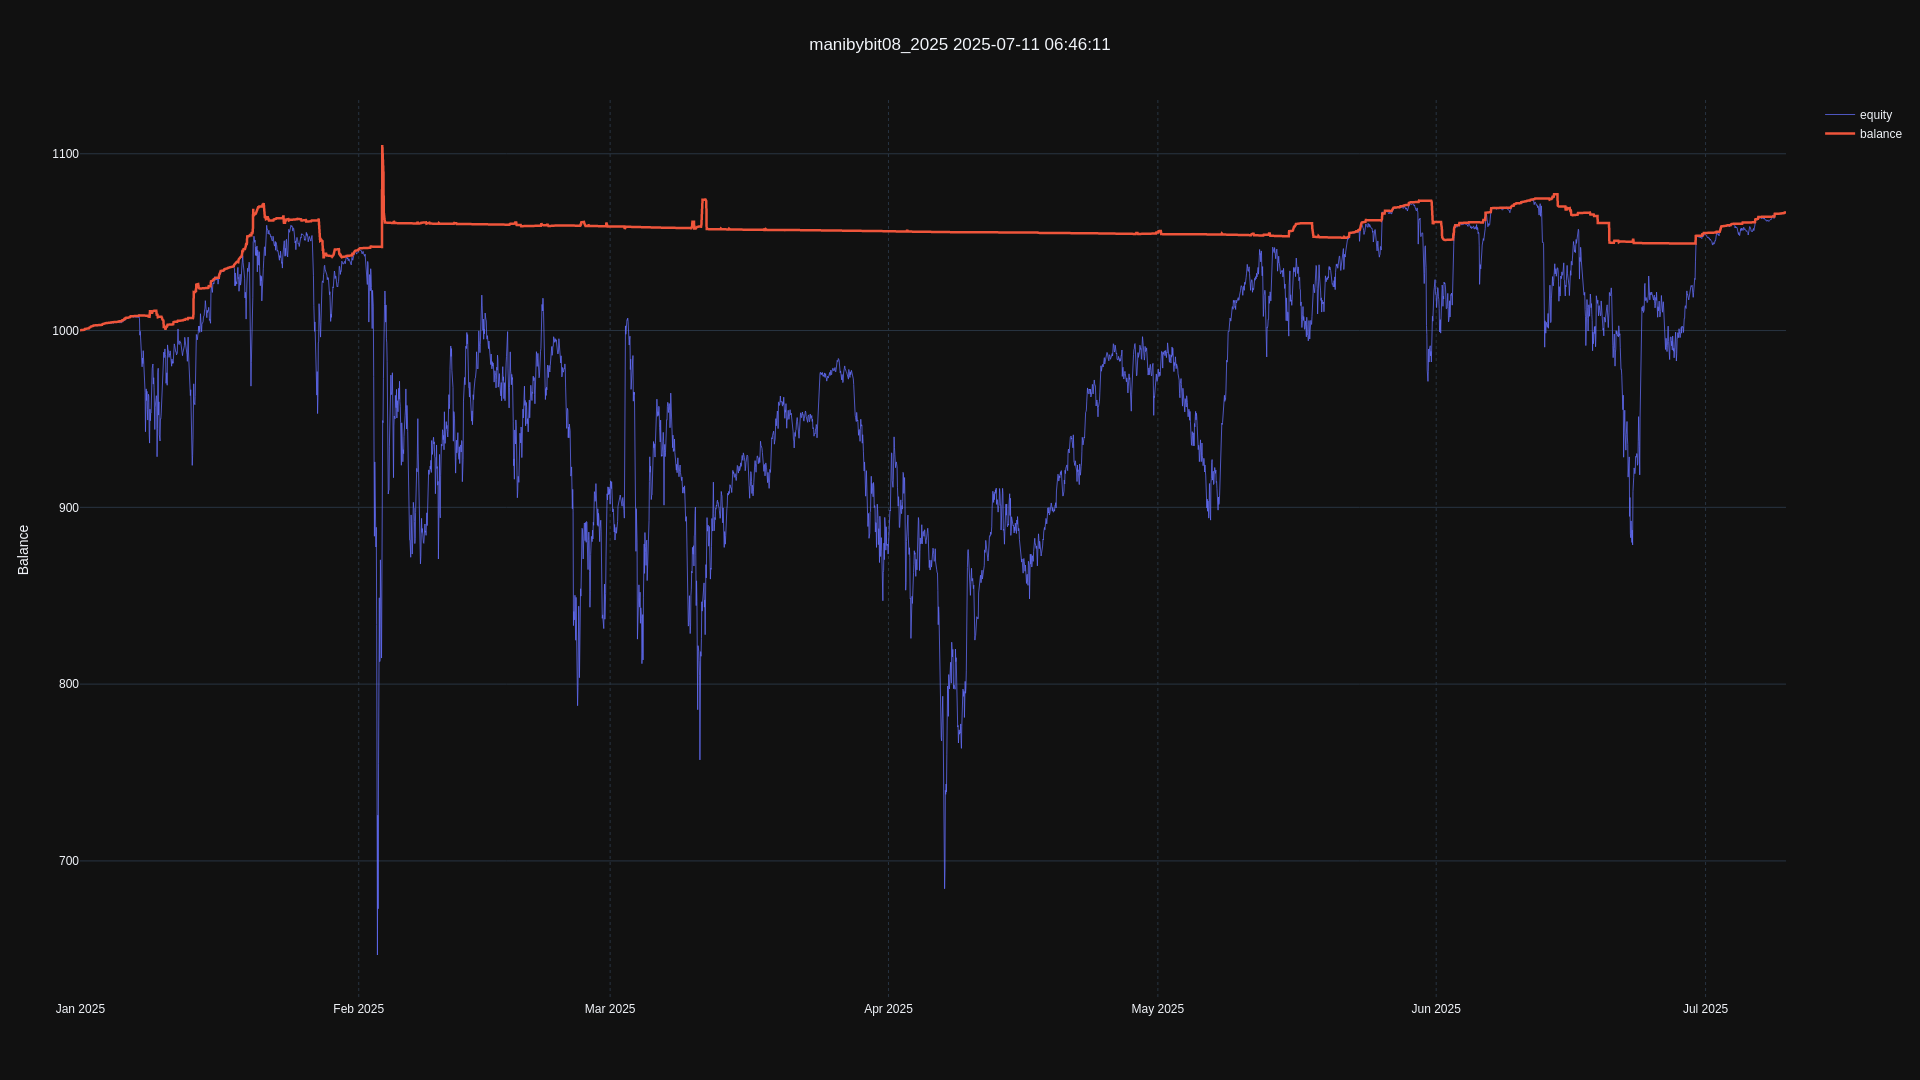 manibybit08_2025 2025-07-11 06:46:11
equity
balance
1100
1000
900
800
700
Balance
Jan 2025
Feb 2025
Mar 2025
Apr 2025
May 2025
Jun 2025
Jul 2025